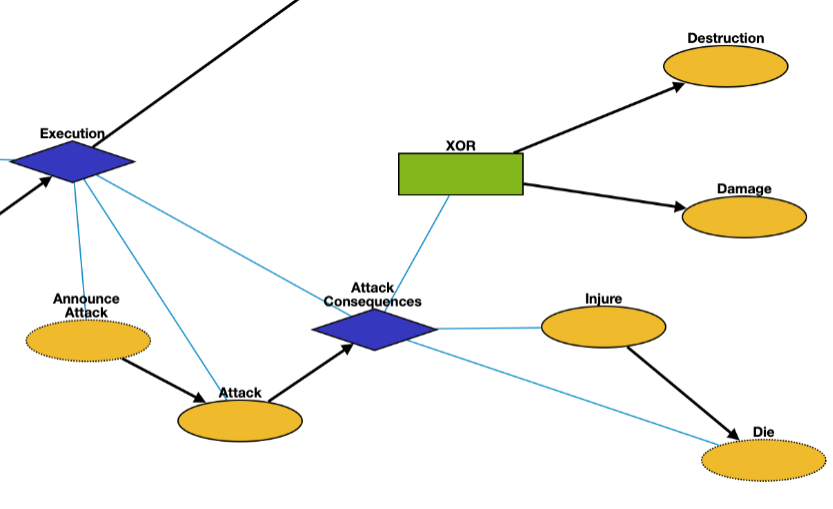 Destruction
Execution
XOR
Damage
Attack
Consequences
Announce
Attack
Injure
Attack
Die